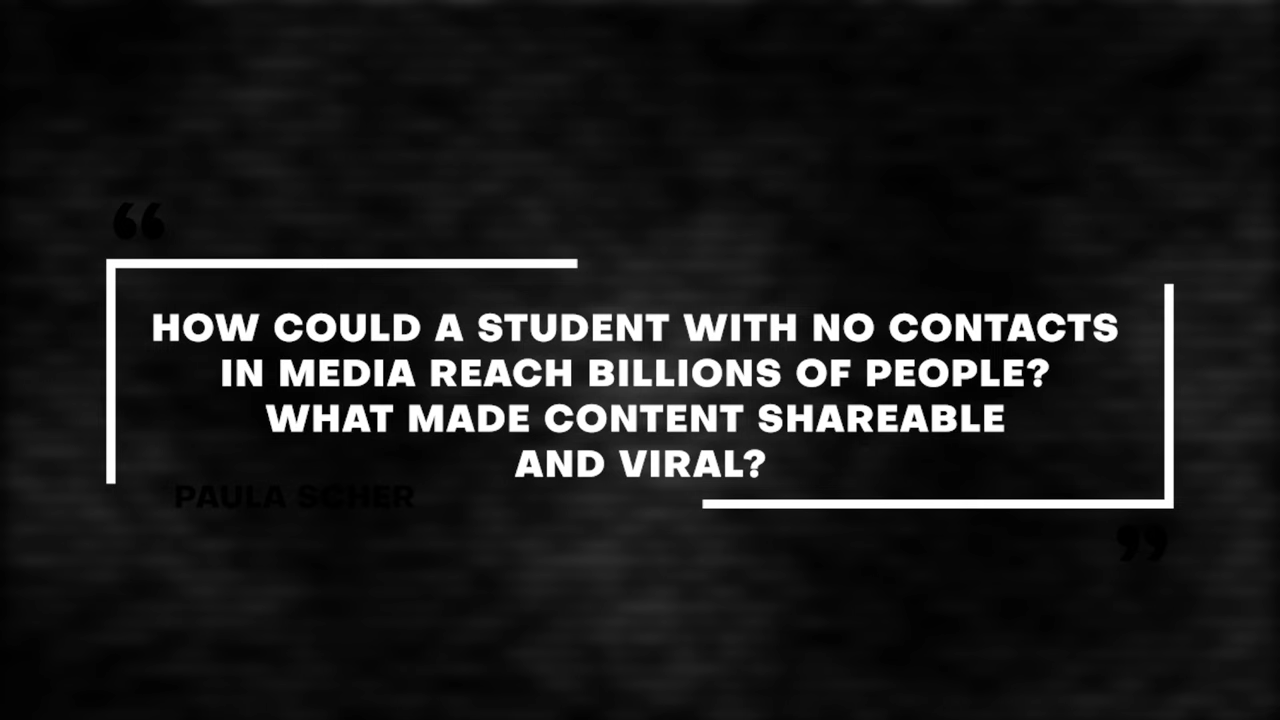 “
HOW COULD A STUDENT WITH NO CONTACTS
IN MEDIA REACH BILLIONS OF PEOPLE?
WHAT MADE CONTENT SHAREABLE
AND VIRAL?
PAULA SCHER
”